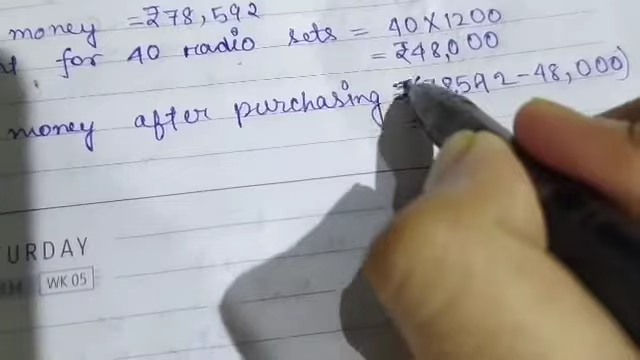 money = ₹78,592
for 40 radio sets = 40 × 1200
= ₹48,000
money after purchasing = 8592 - 48,000)
URDAY
WK 05